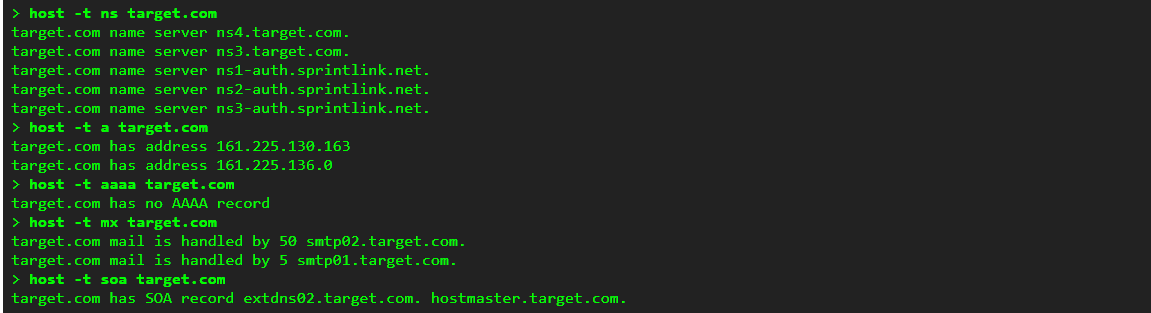 > host -t ns target.com
target.com name server ns4.target.com.
target.com name server ns3.target.com.
target.com name server ns1-auth.sprintlink.net.
target.com name server ns2-auth.sprintlink.net.
target.com name server ns3-auth.sprintlink.net.
> host -t a target.com
target.com has address 161.225.130.163
target.com has address 161.225.136.0
> host -t aaaa target.com
target.com has no AAAA record
> host -t mx target.com
target.com mail is handled by 50 smtp02.target.com.
target.com mail is handled by 5 smtp01.target.com.
> host -t soa target.com
target.com has SOA record extdns02.target.com. hostmaster.target.com.